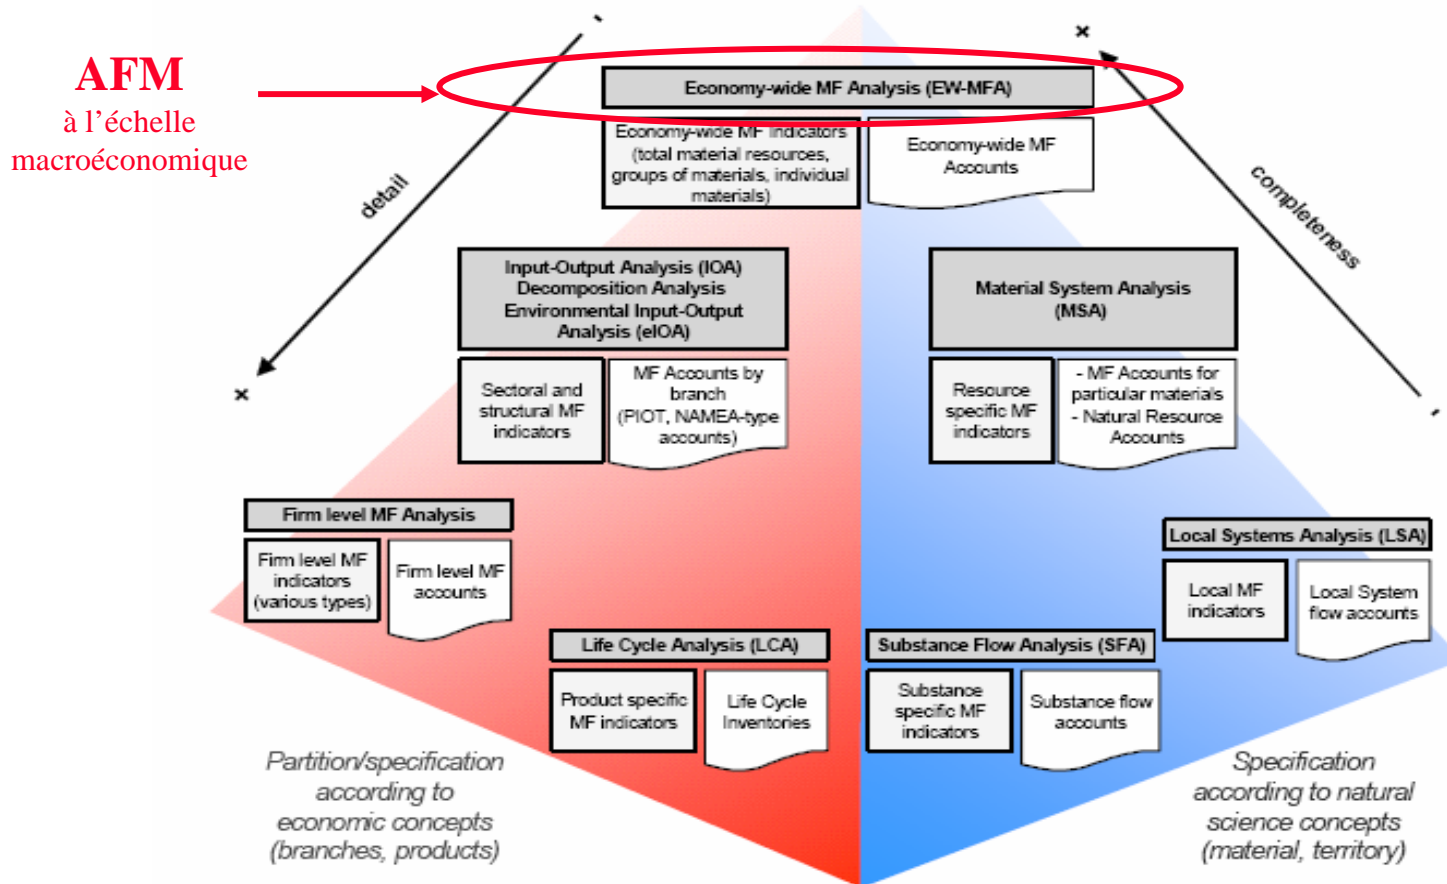 AFM
à l'échelle
macroéconomique
-
detail
+
+
completeness
-
Economy-wide MF Analysis (EW-MFA)
Economy-wide MF Indicators
(total material resources,
groups of materials, individual
materials)
Economy-wide MF
Accounts
Input-Output Analysis (IOA)
Decomposition Analysis
Environmental Input-Output
Analysis (eIOA)
Sectoral and
structural MF
indicators
MF Accounts by
branch
(PIOT, NAMEA-type
accounts)
Material System Analysis
(MSA)
Resource
specific MF
indicators
- MF Accounts for
particular materials
- Natural Resource
Accounts
Firm level MF Analysis
Firm level MF
indicators
(various types)
Firm level MF
accounts
Local Systems Analysis (LSA)
Local MF
indicators
Local System
flow accounts
Life Cycle Analysis (LCA)
Product specific
MF indicators
Life Cycle
Inventories
Substance Flow Analysis (SFA)
Substance
specific MF
indicators
Substance flow
accounts
Partition/specification
according to
economic concepts
(branches, products)
Specification
according to natural
science concepts
(material, territory)